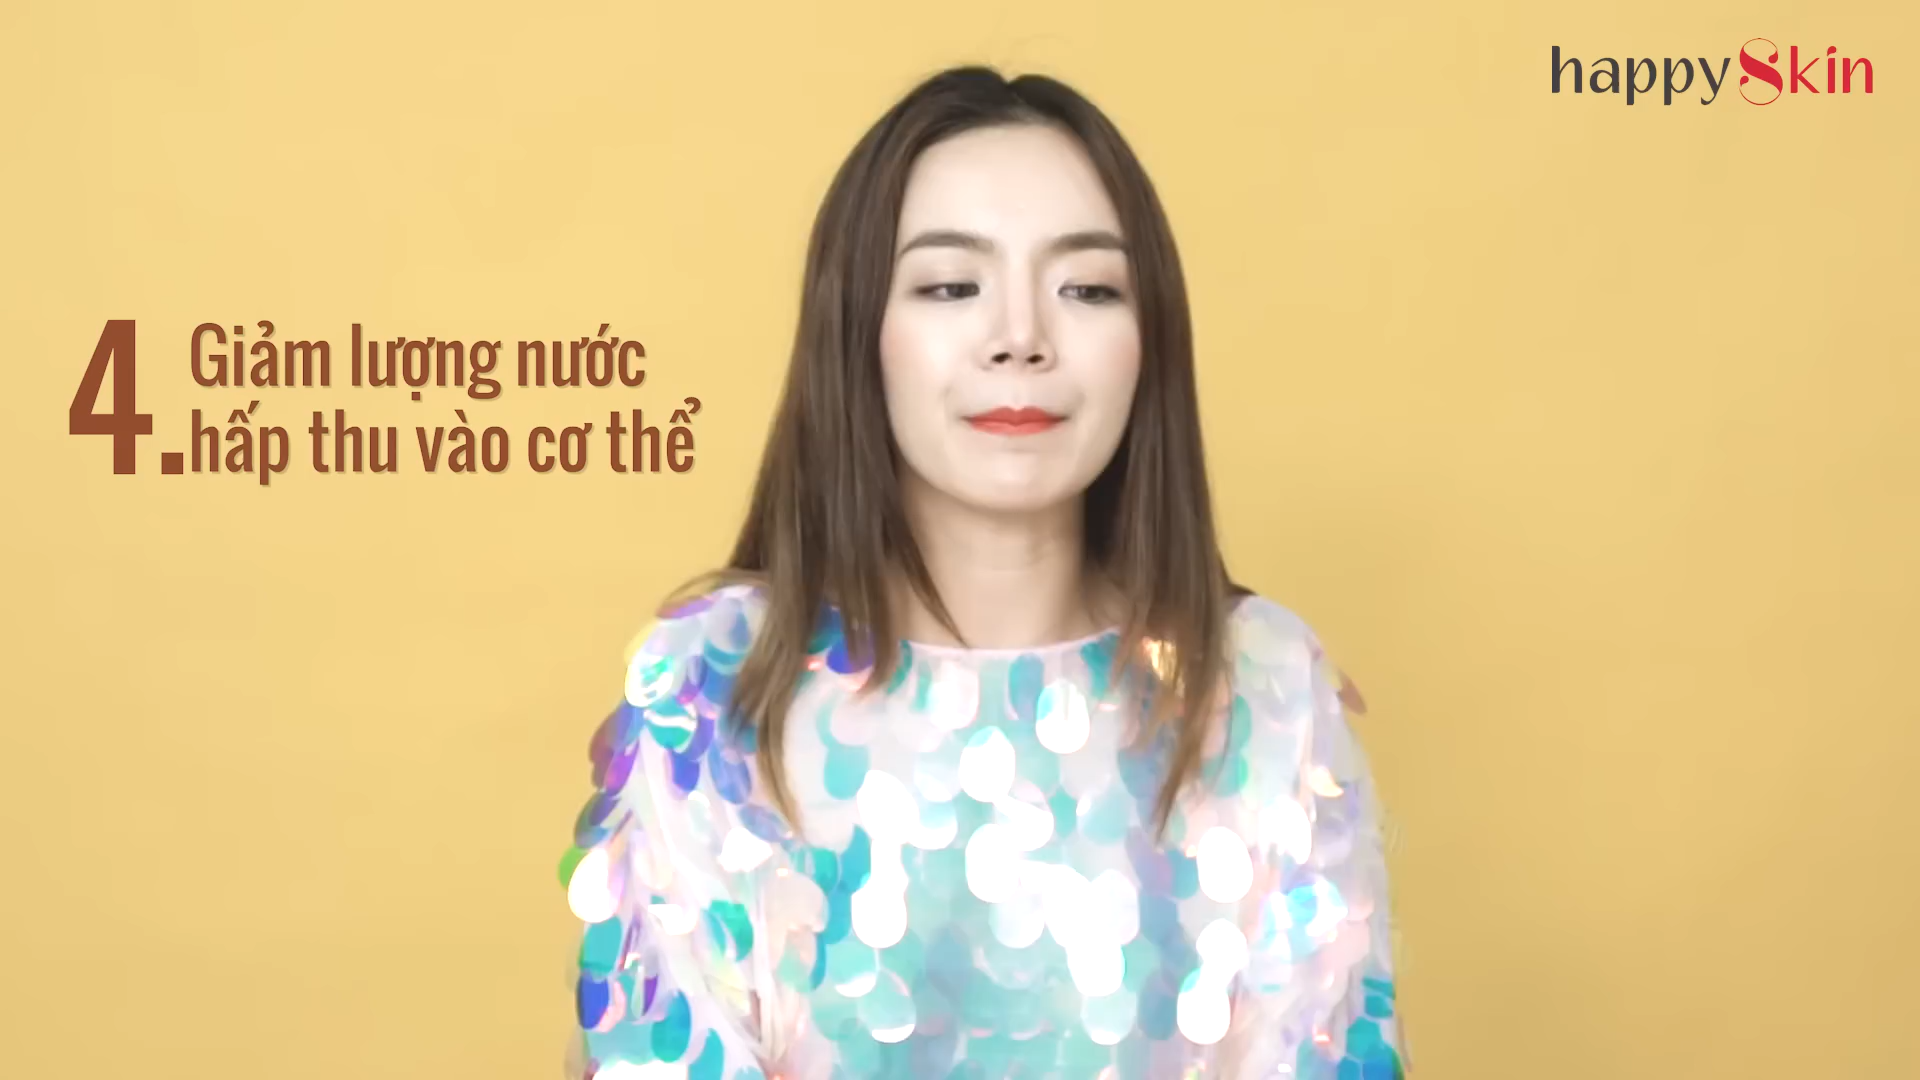 happySkin
4. Giảm lượng nước
hấp thu vào cơ thể